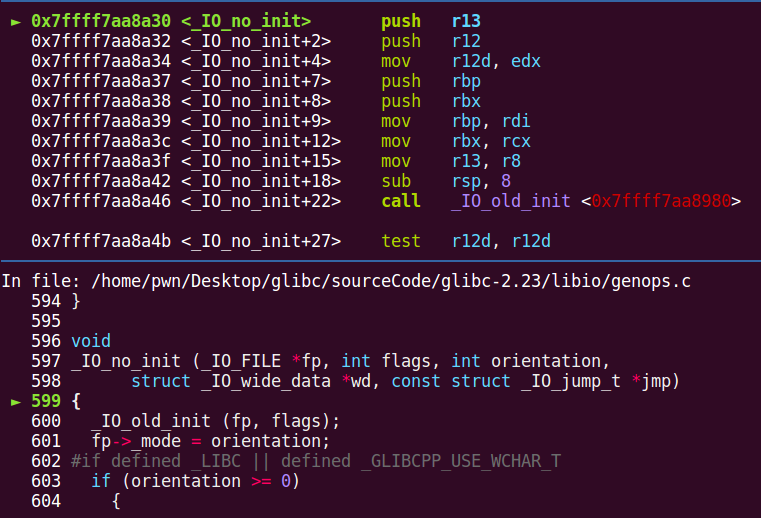 ► 0x7ffff7aa8a30 <_IO_no_init> push r13
0x7ffff7aa8a32 <_IO_no_init+2> push r12
0x7ffff7aa8a34 <_IO_no_init+4> mov r12d, edx
0x7ffff7aa8a37 <_IO_no_init+7> push rbp
0x7ffff7aa8a38 <_IO_no_init+8> push rbx
0x7ffff7aa8a39 <_IO_no_init+9> mov rbp, rdi
0x7ffff7aa8a3c <_IO_no_init+12> mov rbx, rcx
0x7ffff7aa8a3f <_IO_no_init+15> mov r13, r8
0x7ffff7aa8a42 <_IO_no_init+18> sub rsp, 8
0x7ffff7aa8a46 <_IO_no_init+22> call _IO_old_init <0x7ffff7aa8980>
0x7ffff7aa8a4b <_IO_no_init+27> test r12d, r12d
In file: /home/pwn/Desktop/glibc/sourceCode/glibc-2.23/libio/genops.c
594 }
595
596 void
597 _IO_no_init (_IO_FILE *fp, int flags, int orientation,
598 struct _IO_wide_data *wd, const struct _IO_jump_t *jmp)
► 599 {
600 _IO_old_init (fp, flags);
601 fp->_mode = orientation;
602 #if defined _LIBC || defined _GLIBCPP_USE_WCHAR_T
603 if (orientation >= 0)
604 {